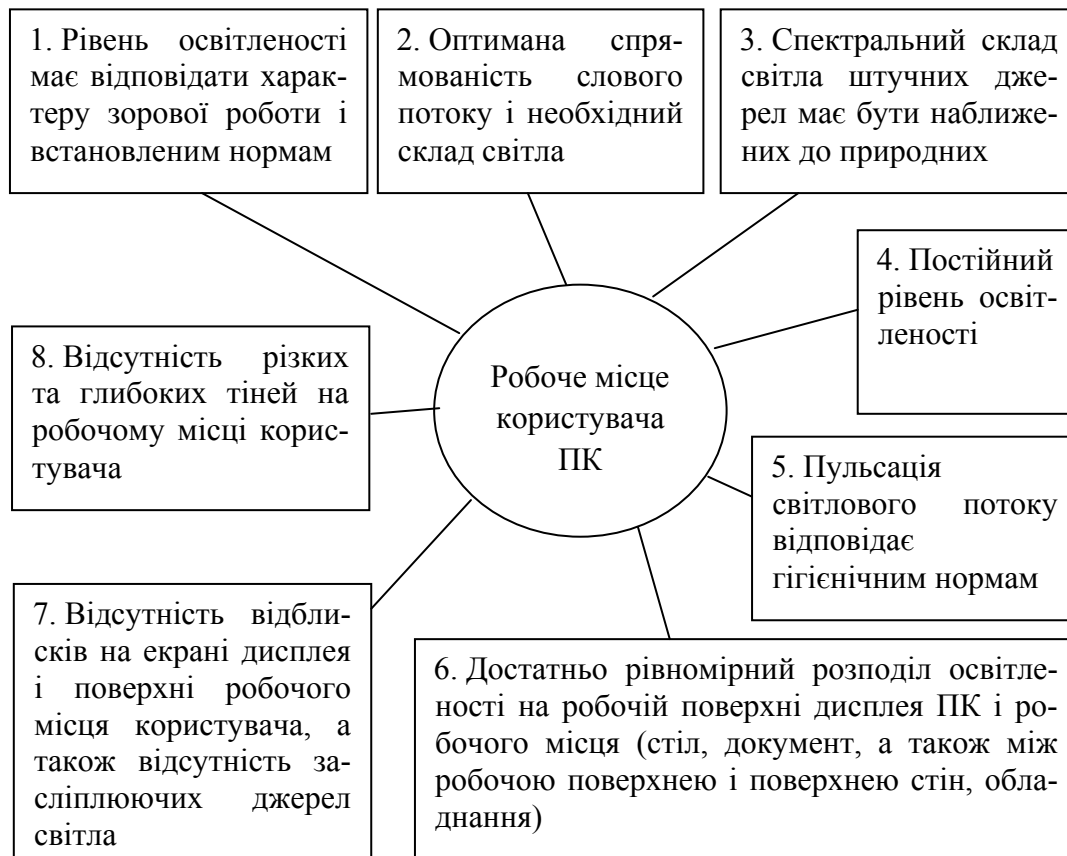 1. Рівень освітленості
має відповідати харак-
теру зорової роботи і
встановленим нормам
2. Оптимана спря-
мованість слового
потоку і необхідний
склад світла
3. Спектральний склад
світла штучних дже-
рел має бути наближе-
них до природних
4. Постійний
рівень освіт-
леності
8. Відсутність різких
та глибоких тіней на
робочому місці корис-
тувача
Робоче місце
користувача
ПК
5. Пульсація
світлового потоку
відповідає
гігієнічним нормам
7. Відсутність відбли-
сків на екрані дисплея
і поверхні робочого
місця користувача, а
також відсутність за-
сліплюючих джерел
світла
6. Достатньо рівномірний розподіл освітле-
ності на робочій поверхні дисплея ПК і ро-
бочого місця (стіл, документ, а також між
робочою поверхнею і поверхнею стін, обла-
днання)